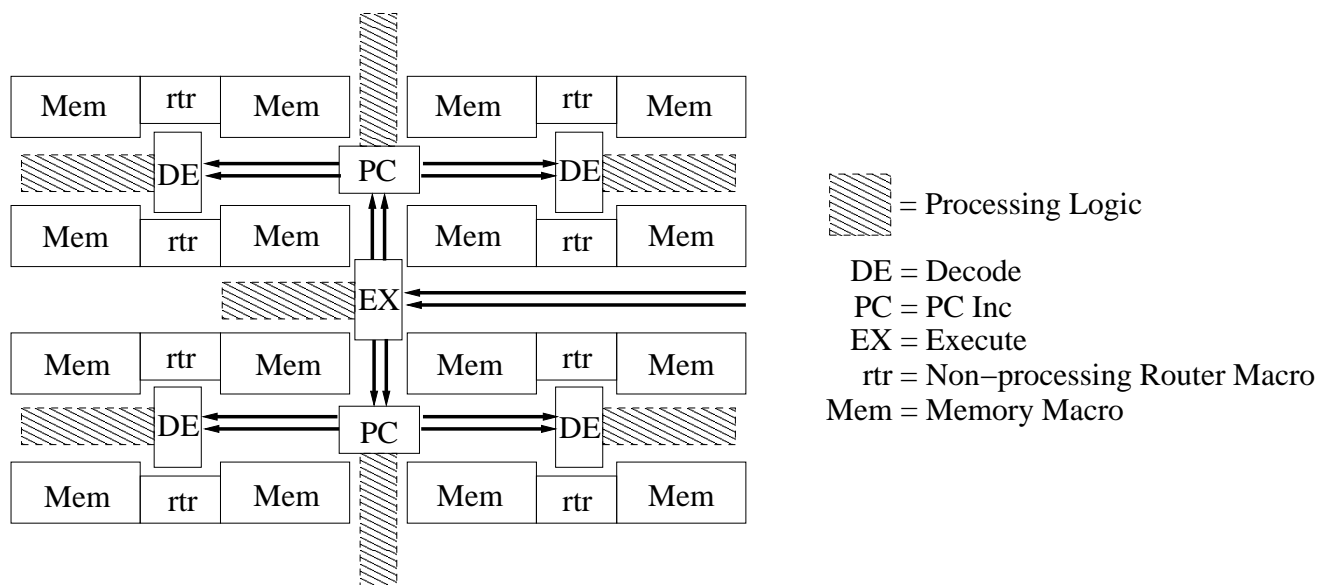 Mem rtr Mem Mem rtr Mem
DE PC DE
Mem rtr Mem Mem rtr Mem
EX
Mem rtr Mem Mem rtr Mem
DE PC DE
Mem rtr Mem Mem rtr Mem
= Processing Logic
DE = Decode
PC = PC Inc
EX = Execute
rtr = Non−processing Router Macro
Mem = Memory Macro